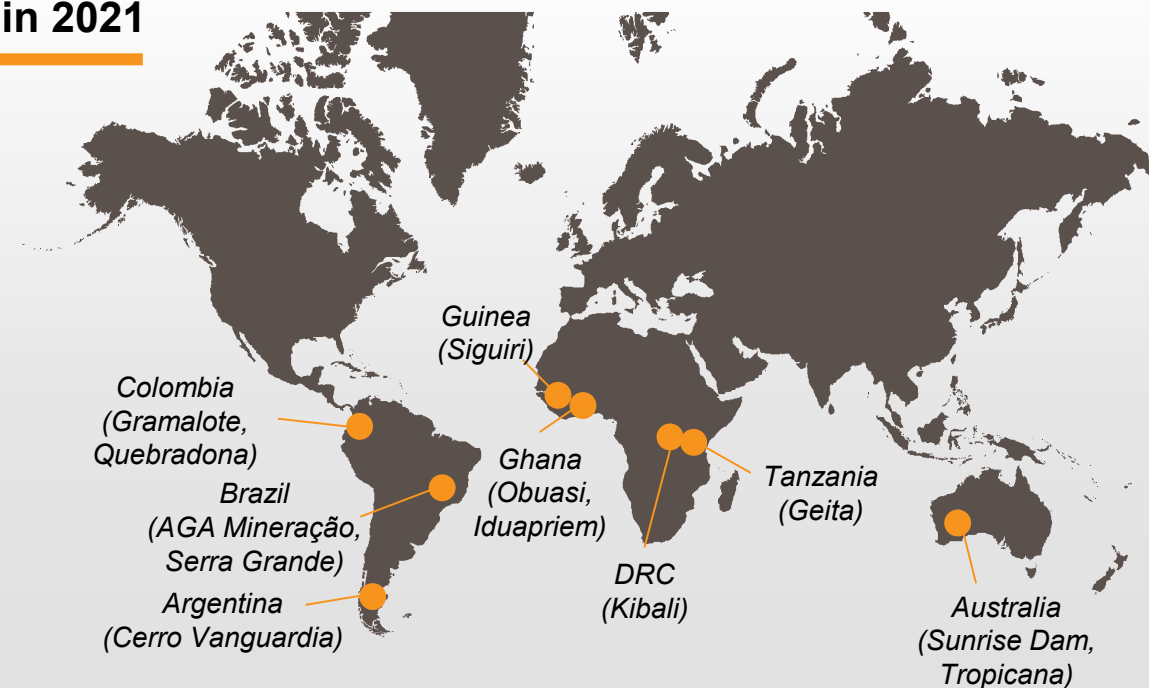 in 2021
Guinea
(Siguiri)
Colombia
(Gramalote,
Quebradona)
Brazil
(AGA Mineração,
Serra Grande)
Argentina
(Cerro Vanguardia)
Ghana
(Obuasi,
Iduapriem)
DRC
(Kibali)
Tanzania
(Geita)
Australia
(Sunrise Dam,
Tropicana)